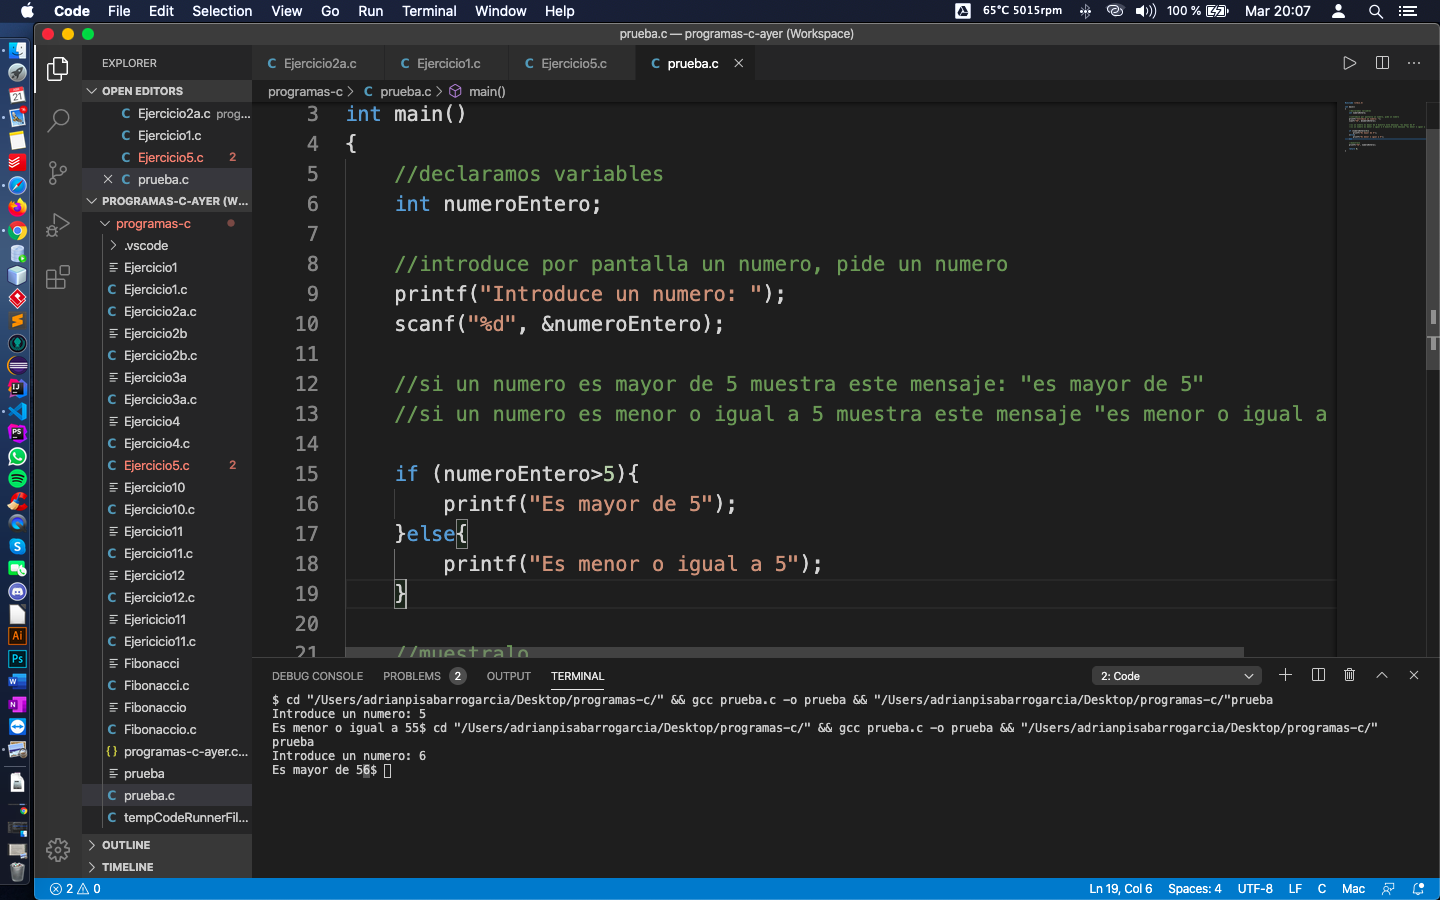 Code File Edit Selection View Go Run Terminal Window Help 65°C 5015rpm 100 % Mar 20:07
prueba.c — programas-c-ayer (Workspace)
EXPLORER
C Ejercicio2a.c C Ejercicio1.c C Ejercicio5.c C prueba.c
OPEN EDITORS
C Ejercicio2a.c prog...
C Ejercicio1.c
C Ejercicio5.c 2
C prueba.c
PROGRAMAS-C-AYER (W...
programas-c
.vscode
Ejercicio1
C Ejercicio1.c
C Ejercicio2a.c
Ejercicio2b
C Ejercicio2b.c
Ejercicio3a
C Ejercicio3a.c
Ejercicio4
C Ejercicio4.c
C Ejercicio5.c 2
Ejercicio10
C Ejercicio10.c
Ejercicio11
C Ejercicio11.c
Ejercicio12
C Ejercicio12.c
Ejericicio11
C Ejericicio11.c
Fibonacci
C Fibonacci.c
Fibonaccio
C Fibonaccio.c
{} programas-c-ayer.c...
prueba
C prueba.c
C tempCodeRunnerFil...
OUTLINE
TIMELINE
programas-c > C prueba.c > main()
3 int main()
4 {
5 //declaramos variables
6 int numeroEntero;
7
8 //introduce por pantalla un numero, pide un numero
9 printf("Introduce un numero: ");
10 scanf("%d", &numeroEntero);
11
12 //si un numero es mayor de 5 muestra este mensaje: "es mayor de 5"
13 //si un numero es menor o igual a 5 muestra este mensaje "es menor o igual a
14
15 if (numeroEntero>5){
16 printf("Es mayor de 5");
17 }else{
18 printf("Es menor o igual a 5");
19 }
20
21 //muestralo
DEBUG CONSOLE PROBLEMS 2 OUTPUT TERMINAL 2: Code
$ cd "/Users/adrianpisabarrogarcia/Desktop/programas-c/" && gcc prueba.c -o prueba && "/Users/adrianpisabarrogarcia/Desktop/programas-c/"prueba
Introduce un numero: 5
Es menor o igual a 55$ cd "/Users/adrianpisabarrogarcia/Desktop/programas-c/" && gcc prueba.c -o prueba && "/Users/adrianpisabarrogarcia/Desktop/programas-c/"
prueba
Introduce un numero: 6
Es mayor de 56$
2 0 Ln 19, Col 6 Spaces: 4 UTF-8 LF C Mac